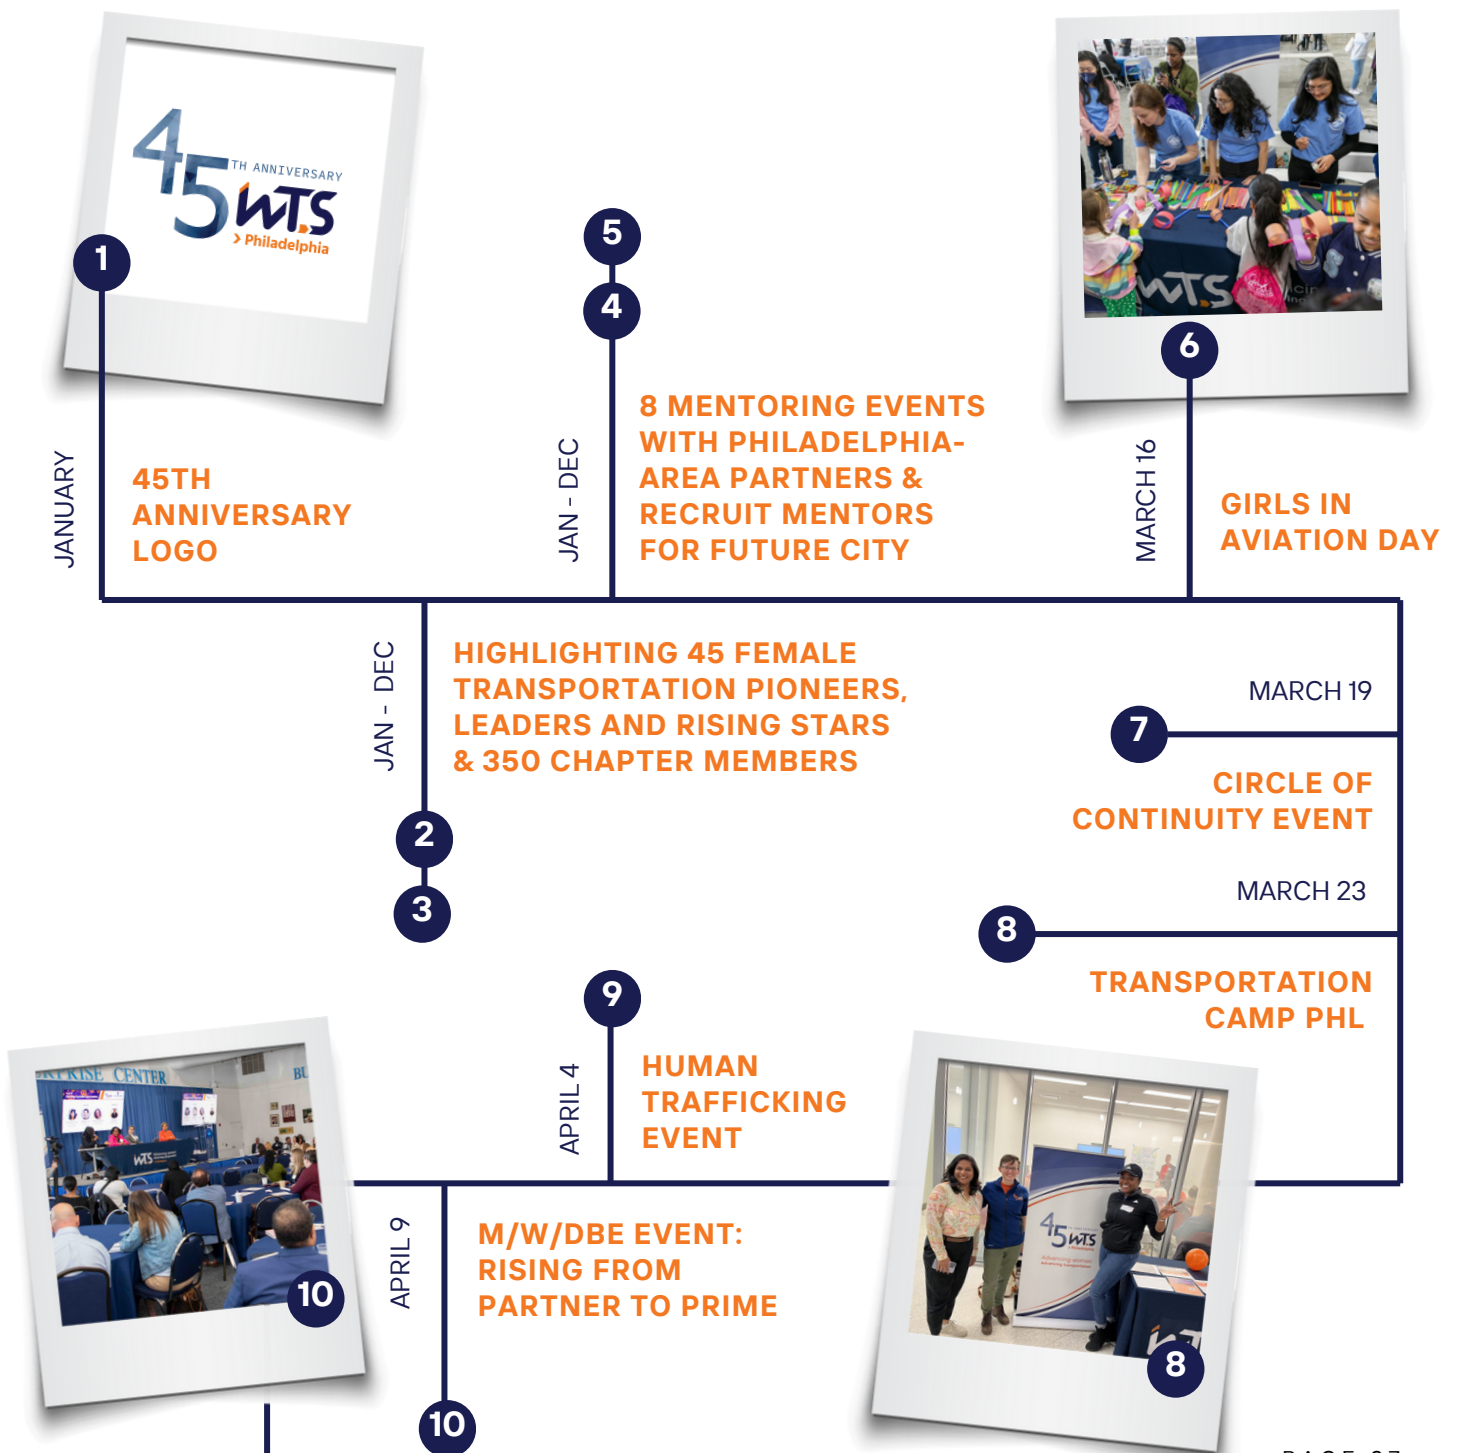 45
TH ANNIVERSARY
WTS
Philadelphia
1
5
4
6
WTS
JANUARY
45TH
ANNIVERSARY
LOGO
JAN - DEC
8 MENTORING EVENTS
WITH PHILADELPHIA-
AREA PARTNERS &
RECRUIT MENTORS
FOR FUTURE CITY
MARCH 16
GIRLS IN
AVIATION DAY
JAN - DEC
HIGHLIGHTING 45 FEMALE
TRANSPORTATION PIONEERS,
LEADERS AND RISING STARS
& 350 CHAPTER MEMBERS
2
3
MARCH 19
7
CIRCLE OF
CONTINUITY EVENT
MARCH 23
8
TRANSPORTATION
CAMP PHL
9
APRIL 4
HUMAN
TRAFFICKING
EVENT
CENTER
WTS
10
APRIL 9
M/W/DBE EVENT:
RISING FROM
PARTNER TO PRIME
10
45 WTS
Advancing women
Advancing transportation
8